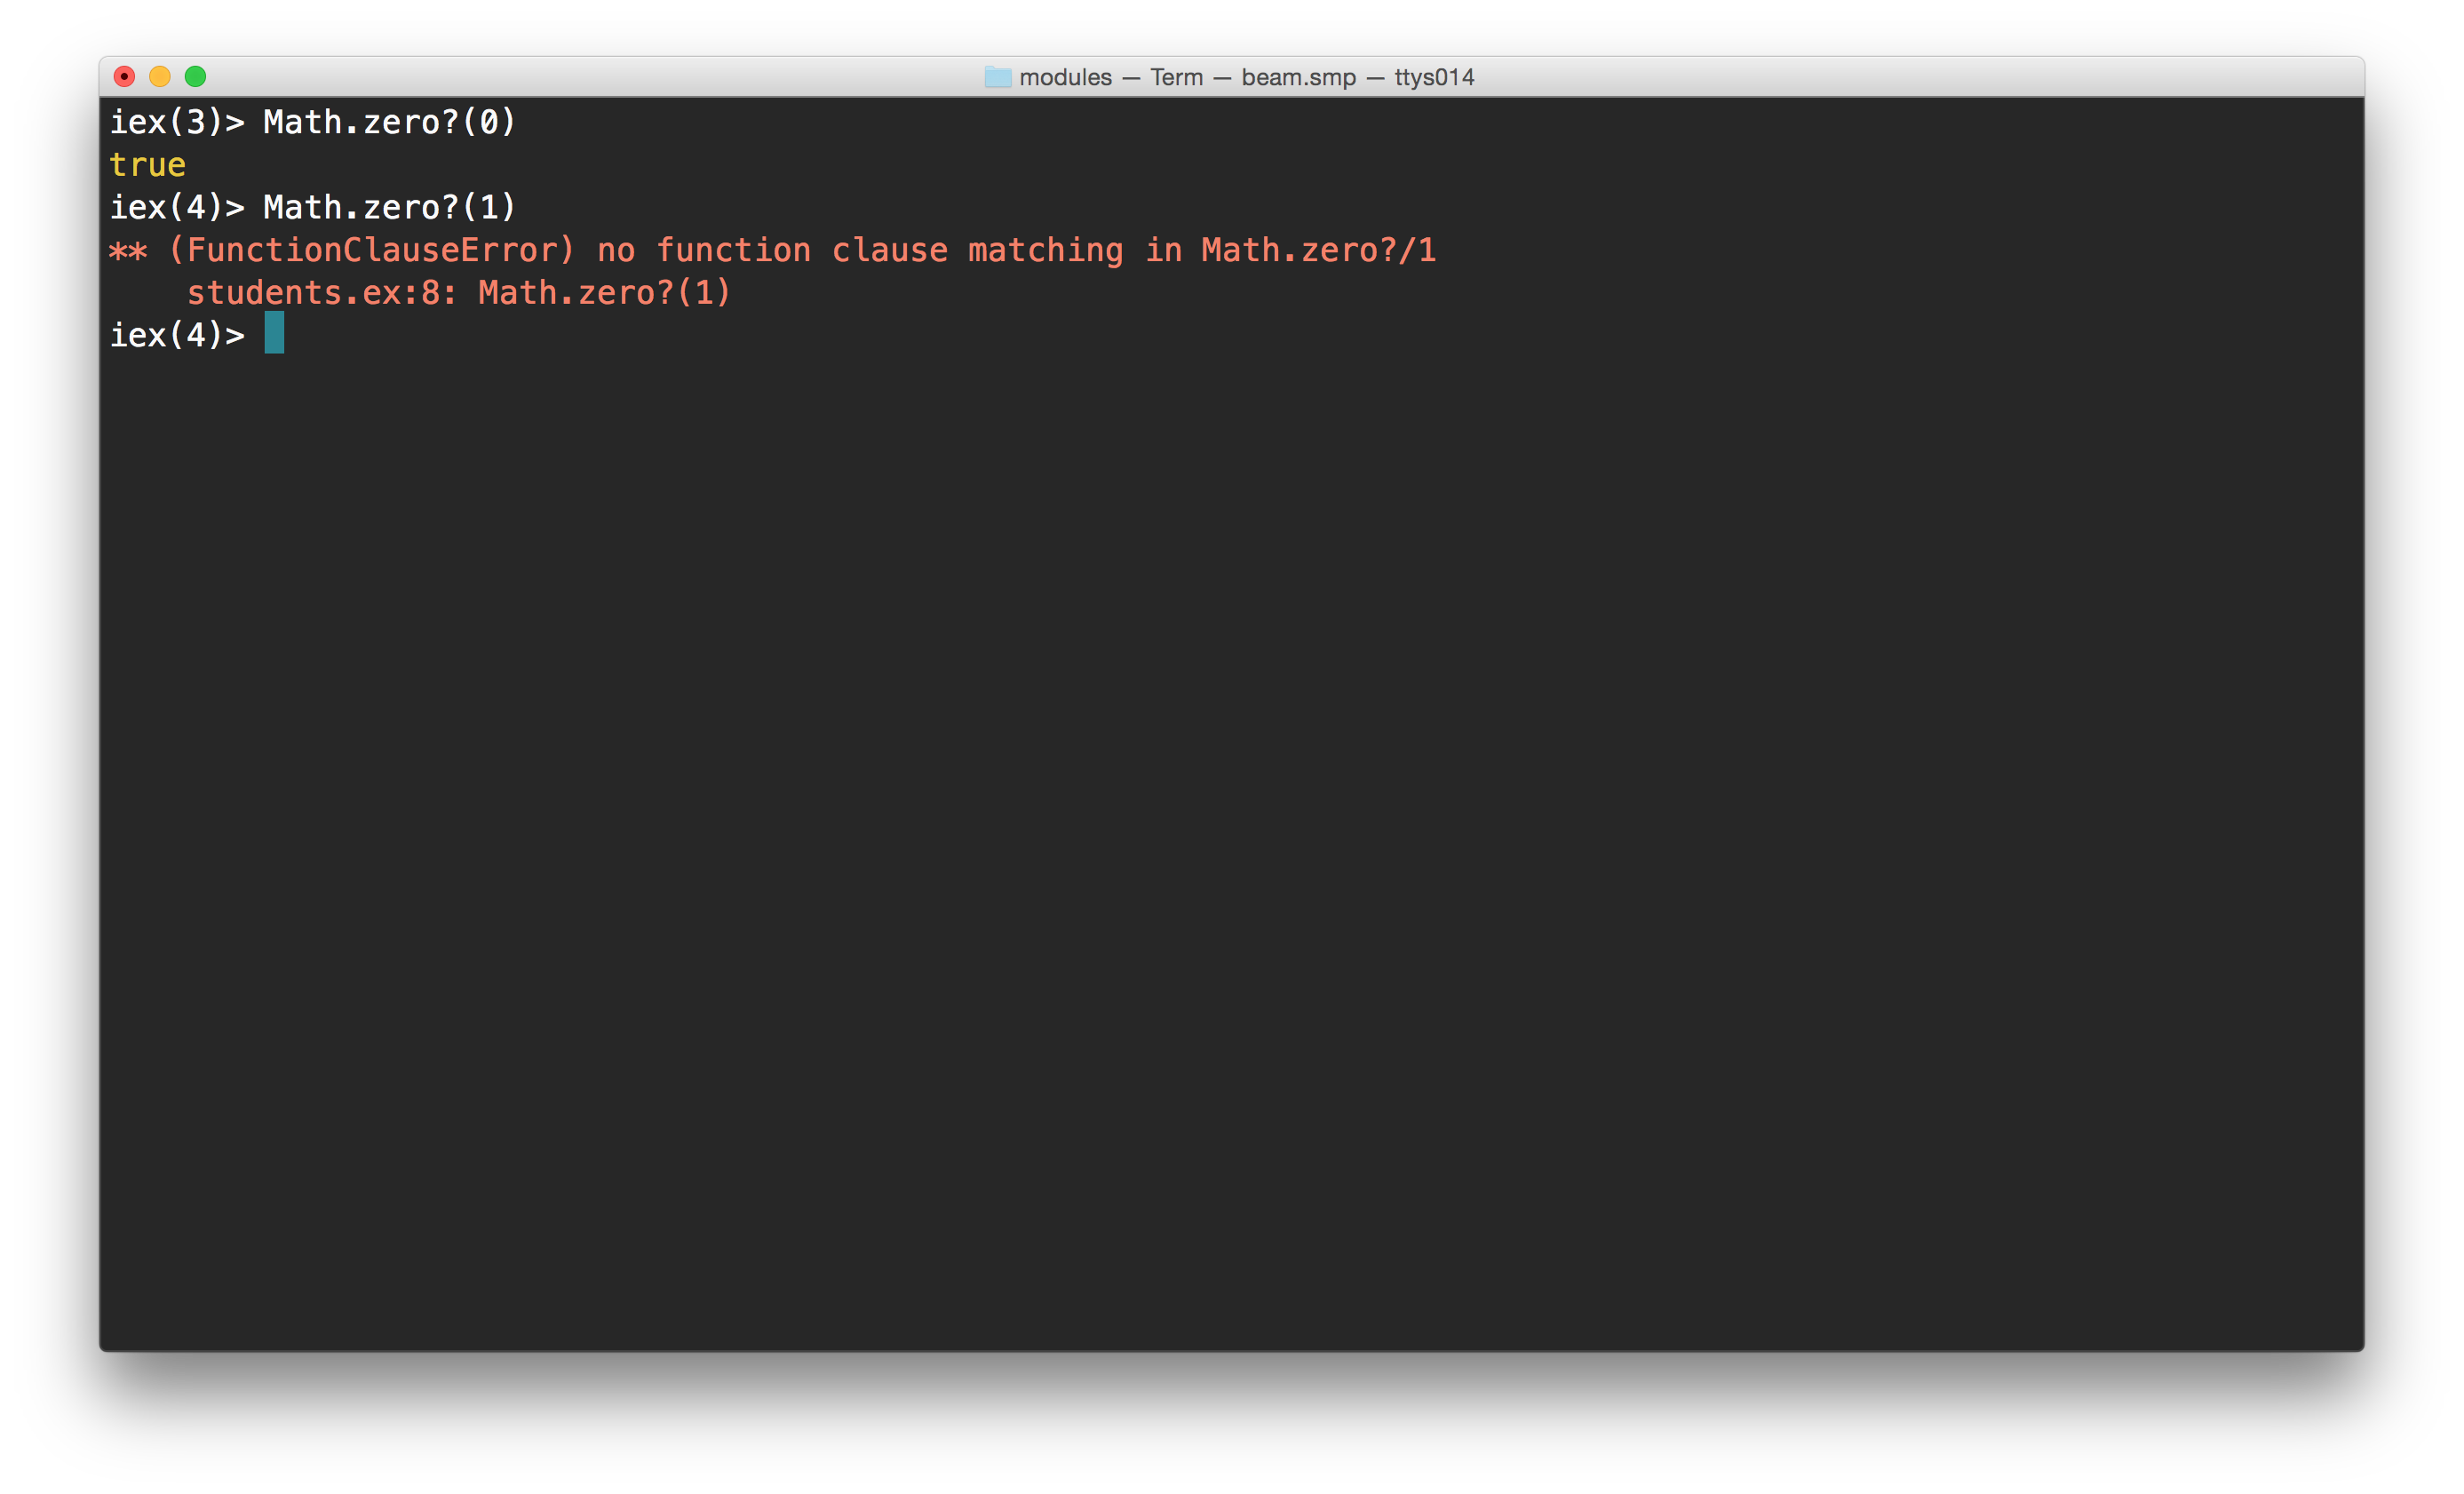 modules — Term — beam.smp — ttys014
iex(3)> Math.zero?(0)
true
iex(4)> Math.zero?(1)
** (FunctionClauseError) no function clause matching in Math.zero?/1
    students.ex:8: Math.zero?(1)
iex(4)>